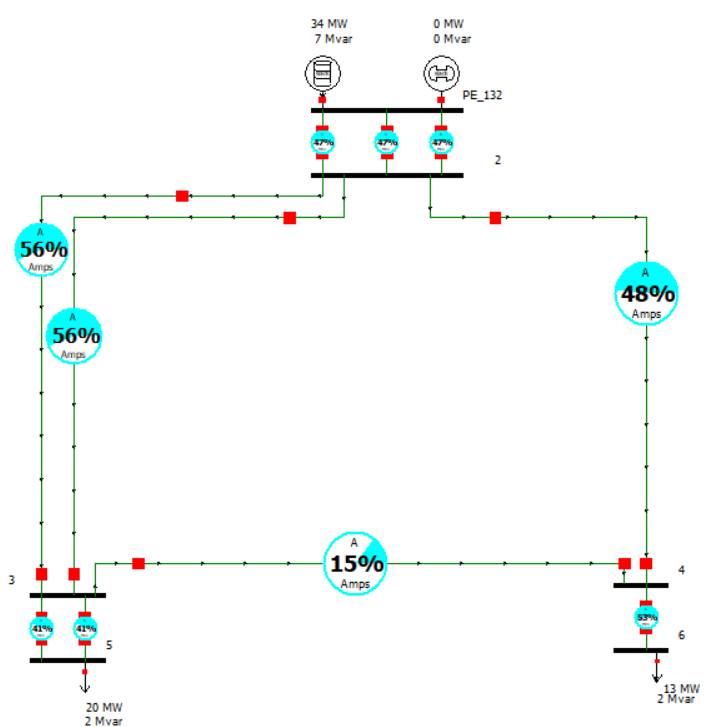 34 MW
7 Mvar
0 MW
0 Mvar
PE_132
47%
47%
47%
2
A
56%
Amps
A
56%
Amps
A
48%
Amps
A
15%
Amps
3
4
41%
41%
53%
5
6
20 MW
2 Mvar
13 MW
2 Mvar